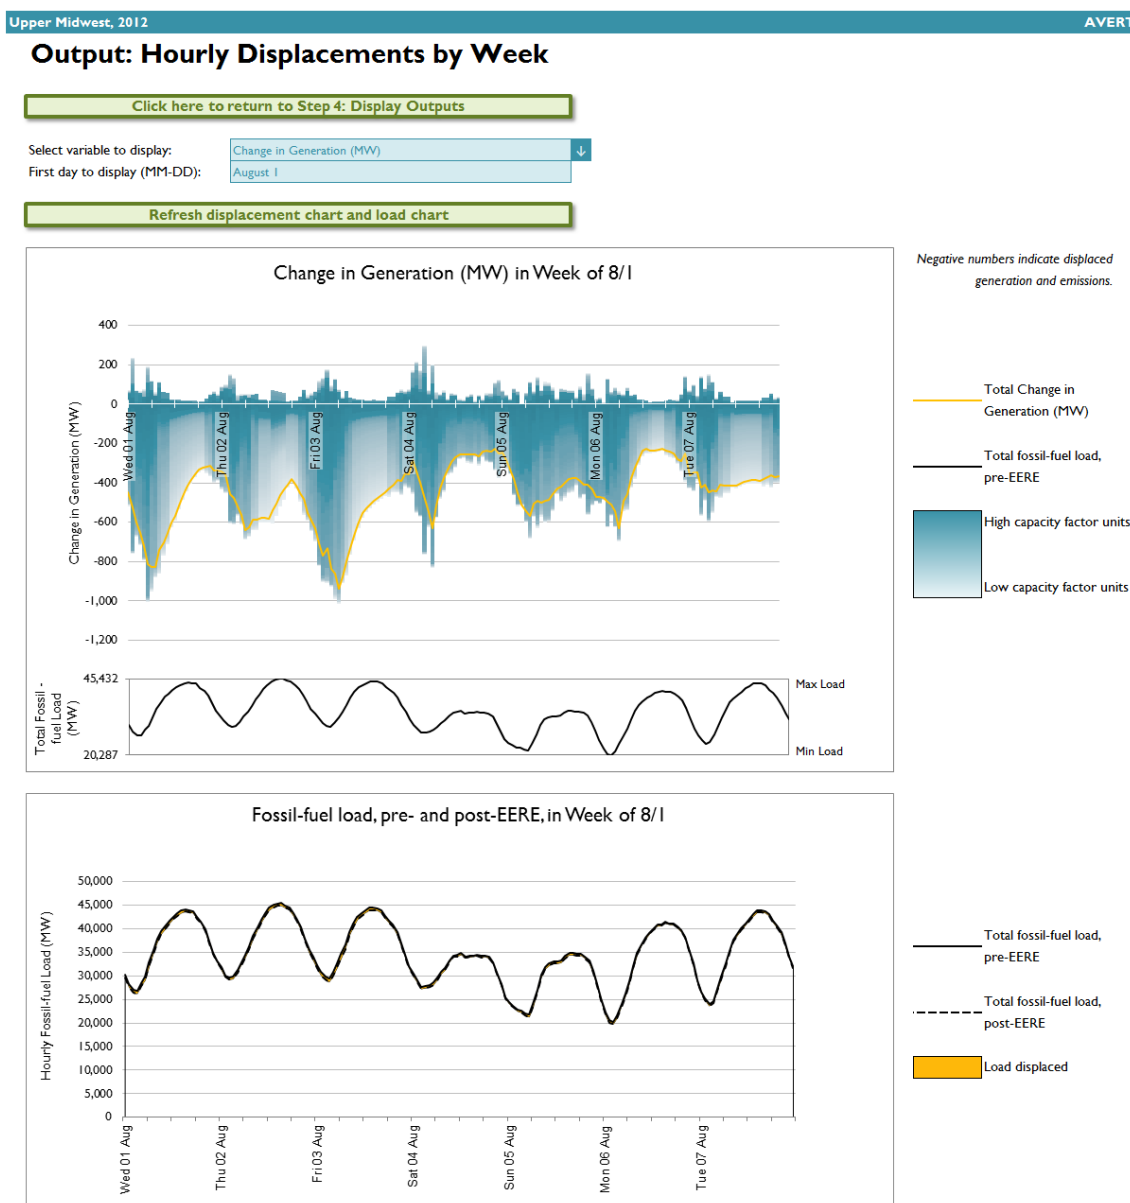 Upper Midwest, 2012
AVERT
Output: Hourly Displacements by Week
Click here to return to Step 4: Display Outputs
Select variable to display:
Change in Generation (MW)
First day to display (MM-DD):
August 1
Refresh displacement chart and load chart
Change in Generation (MW) in Week of 8/1
Negative numbers indicate displaced
generation and emissions.
Change in Generation (MW)
400
200
0
-200
-400
-600
-800
-1,000
-1,200
Wed 01 Aug
Thu 02 Aug
Fri 03 Aug
Sat 04 Aug
Sun 05 Aug
Mon 06 Aug
Tue 07 Aug
Total Change in
Generation (MW)
Total fossil-fuel load,
pre-EERE
High capacity factor units
Low capacity factor units
Total Fossil -
fuel Load
(MW)
45,432
20,287
Max Load
Min Load
Fossil-fuel load, pre- and post-EERE, in Week of 8/1
Hourly Fossil-fuel Load (MW)
50,000
45,000
40,000
35,000
30,000
25,000
20,000
15,000
10,000
5,000
0
Wed 01 Aug
Thu 02 Aug
Fri 03 Aug
Sat 04 Aug
Sun 05 Aug
Mon 06 Aug
Tue 07 Aug
Total fossil-fuel load,
pre-EERE
Total fossil-fuel load,
post-EERE
Load displaced